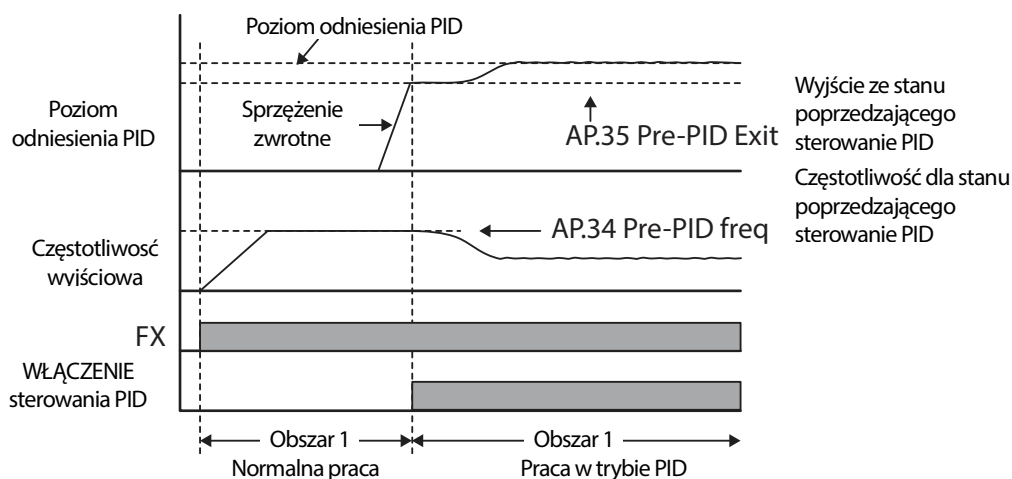 Poziom odniesienia PID
Poziom
odniesienia PID
Sprzężenie
zwrotne
AP.35 Pre-PID Exit
Wyjście ze stanu
poprzedzającego
sterowanie PID
Częstotliwość dla stanu
poprzedzającego
sterowanie PID
AP.34 Pre-PID freq
Częstotliwość
wyjściowa
FX
WŁĄCZENIE
sterowania PID
Obszar 1
Normalna praca
Obszar 1
Praca w trybie PID